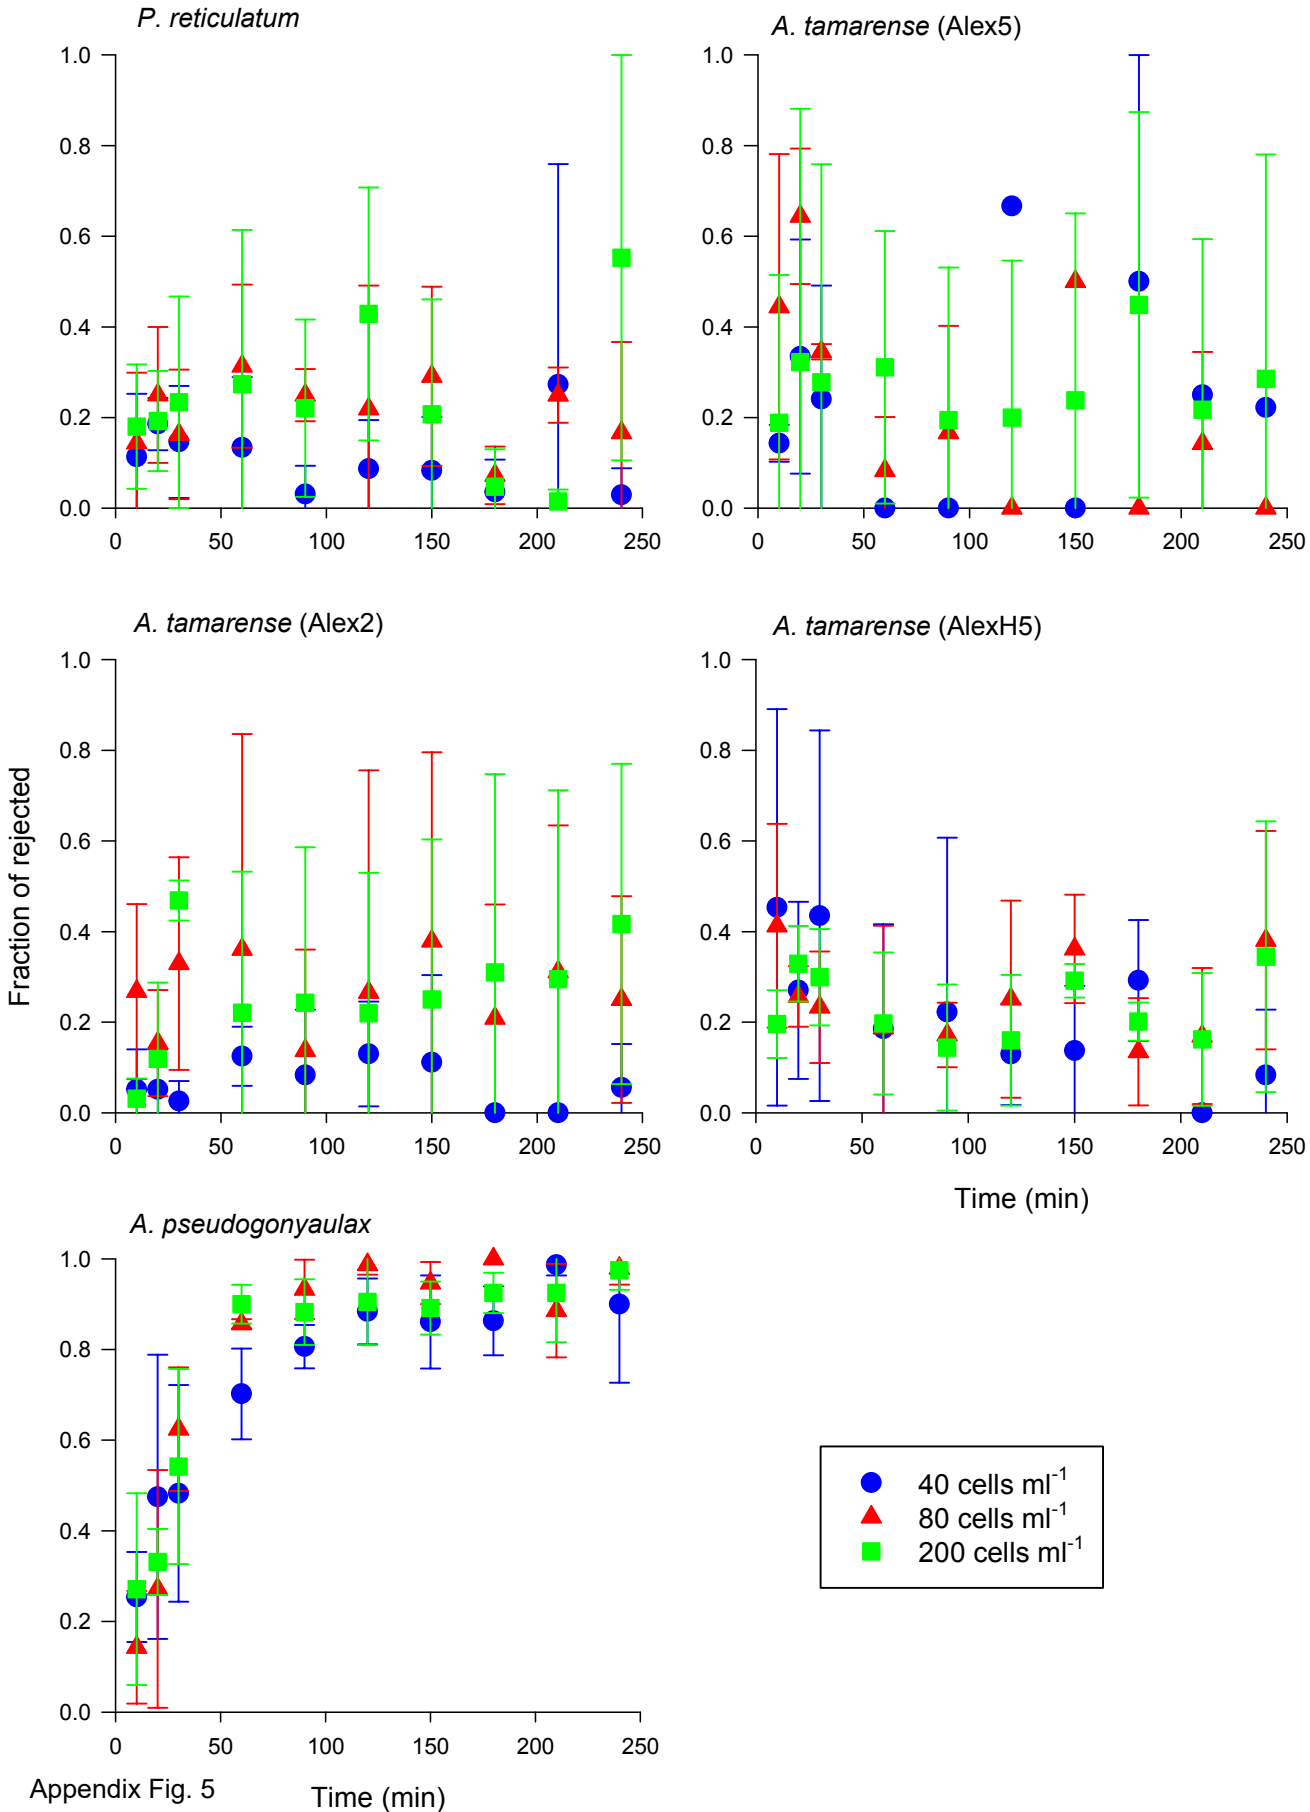 P. reticulatum
1.0
0.8
0.6
0.4
0.2
0.0
0 50 100 150 200 250
A. tamarense (Alex5)
1.0
0.8
0.6
0.4
0.2
0.0
0 50 100 150 200 250
A. tamarense (Alex2)
1.0
0.8
0.6
0.4
0.2
0.0
0 50 100 150 200 250
Fraction of rejected
A. tamarense (AlexH5)
1.0
0.8
0.6
0.4
0.2
0.0
0 50 100 150 200 250
Time (min)
A. pseudogonyaulax
1.0
0.8
0.6
0.4
0.2
0.0
0 50 100 150 200 250
Time (min)
40 cells ml⁻¹
80 cells ml⁻¹
200 cells ml⁻¹
Appendix Fig. 5